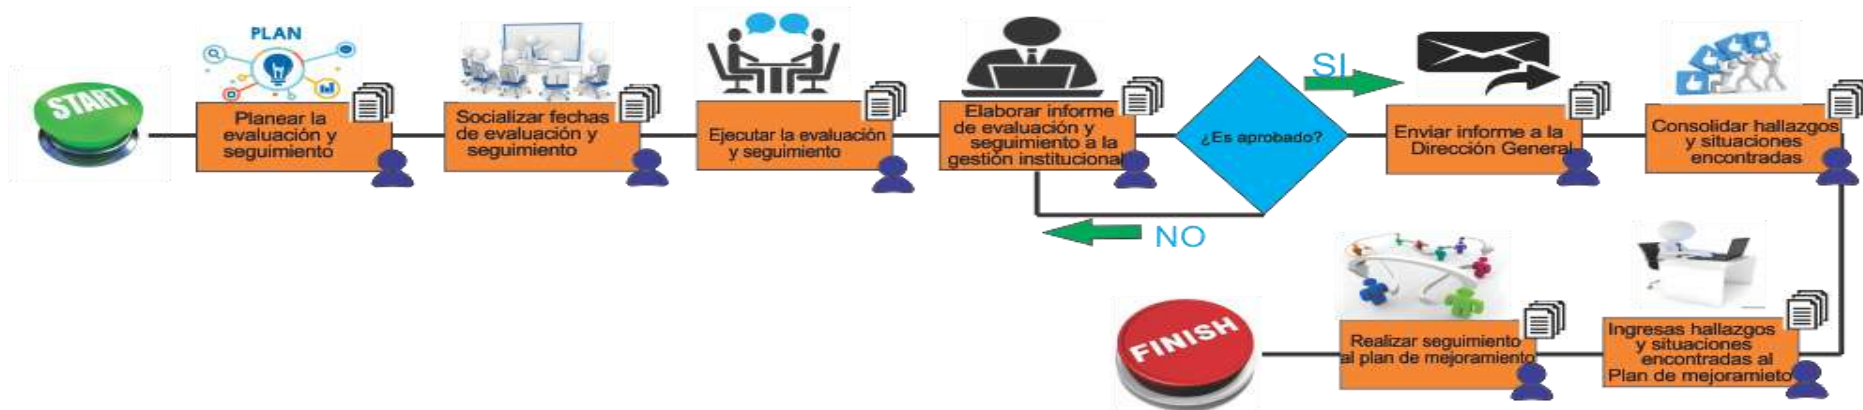 START
PLAN
Planear la
evaluación y
seguimiento
Socializar fechas
de evaluación y
seguimiento
Ejecutar la evaluación
y seguimiento
Elaborar informe
de evaluación y
seguimiento a la
gestión institucional
¿Es aprobado?
SI
NO
Enviar informe a la
Dirección General
Consolidar hallazgos
y situaciones
encontradas
Ingresas hallazgos
y situaciones
encontradas al
Plan de mejoramieto
Realizar seguimiento
al plan de mejoramiento
FINISH